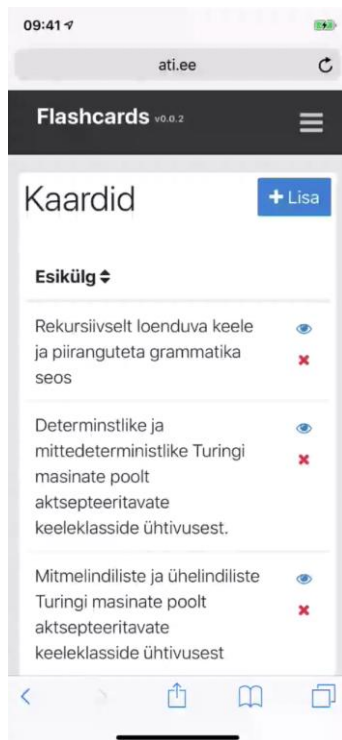 09:41
ati.ee
Flashcards v0.0.2
Kaardid
+ Lisa
Esikülg
Rekursiivselt loenduva keele
ja piiranguteta grammatika
seos
Determinstlike ja
mittedeterministlike Turingi
masinate poolt
aktsepteeritavate
keeleklasside ühtivusest.
Mitmelindiliste ja ühelindiliste
Turingi masinate poolt
aktsepteeritavate
keeleklasside ühtivusest